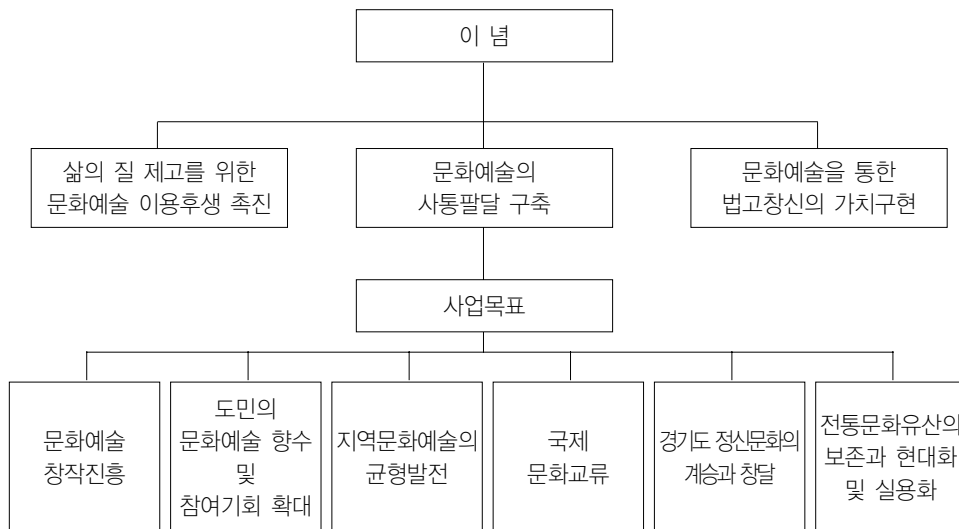 이 념
삶의 질 제고를 위한
문화예술 이용후생 촉진
문화예술의
사통팔달 구축
문화예술을 통한
법고창신의 가치구현
사업목표
문화예술
창작진흥
도민의
문화예술 향수
및
참여기회 확대
지역문화예술의
균형발전
국제
문화교류
경기도 정신문화의
계승과 창달
전통문화유산의
보존과 현대화
및 실용화